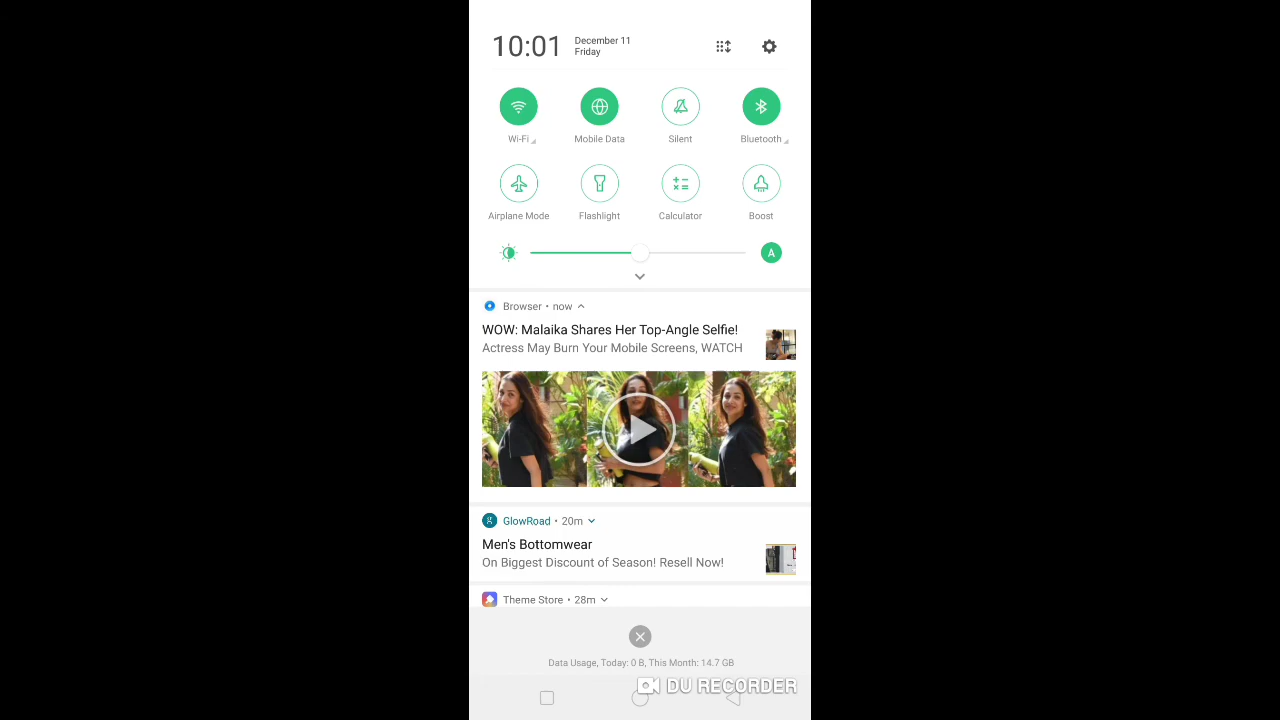 10:01
December 11
Friday
Wi-Fi
Mobile Data
Silent
Bluetooth
Airplane Mode
Flashlight
Calculator
Boost
A
Browser • now
WOW: Malaika Shares Her Top-Angle Selfie!
Actress May Burn Your Mobile Screens, WATCH
GlowRoad • 20m
Men's Bottomwear
On Biggest Discount of Season! Resell Now!
Theme Store • 28m
Data Usage, Today: 0 B, This Month: 14.7 GB
DU RECORDER